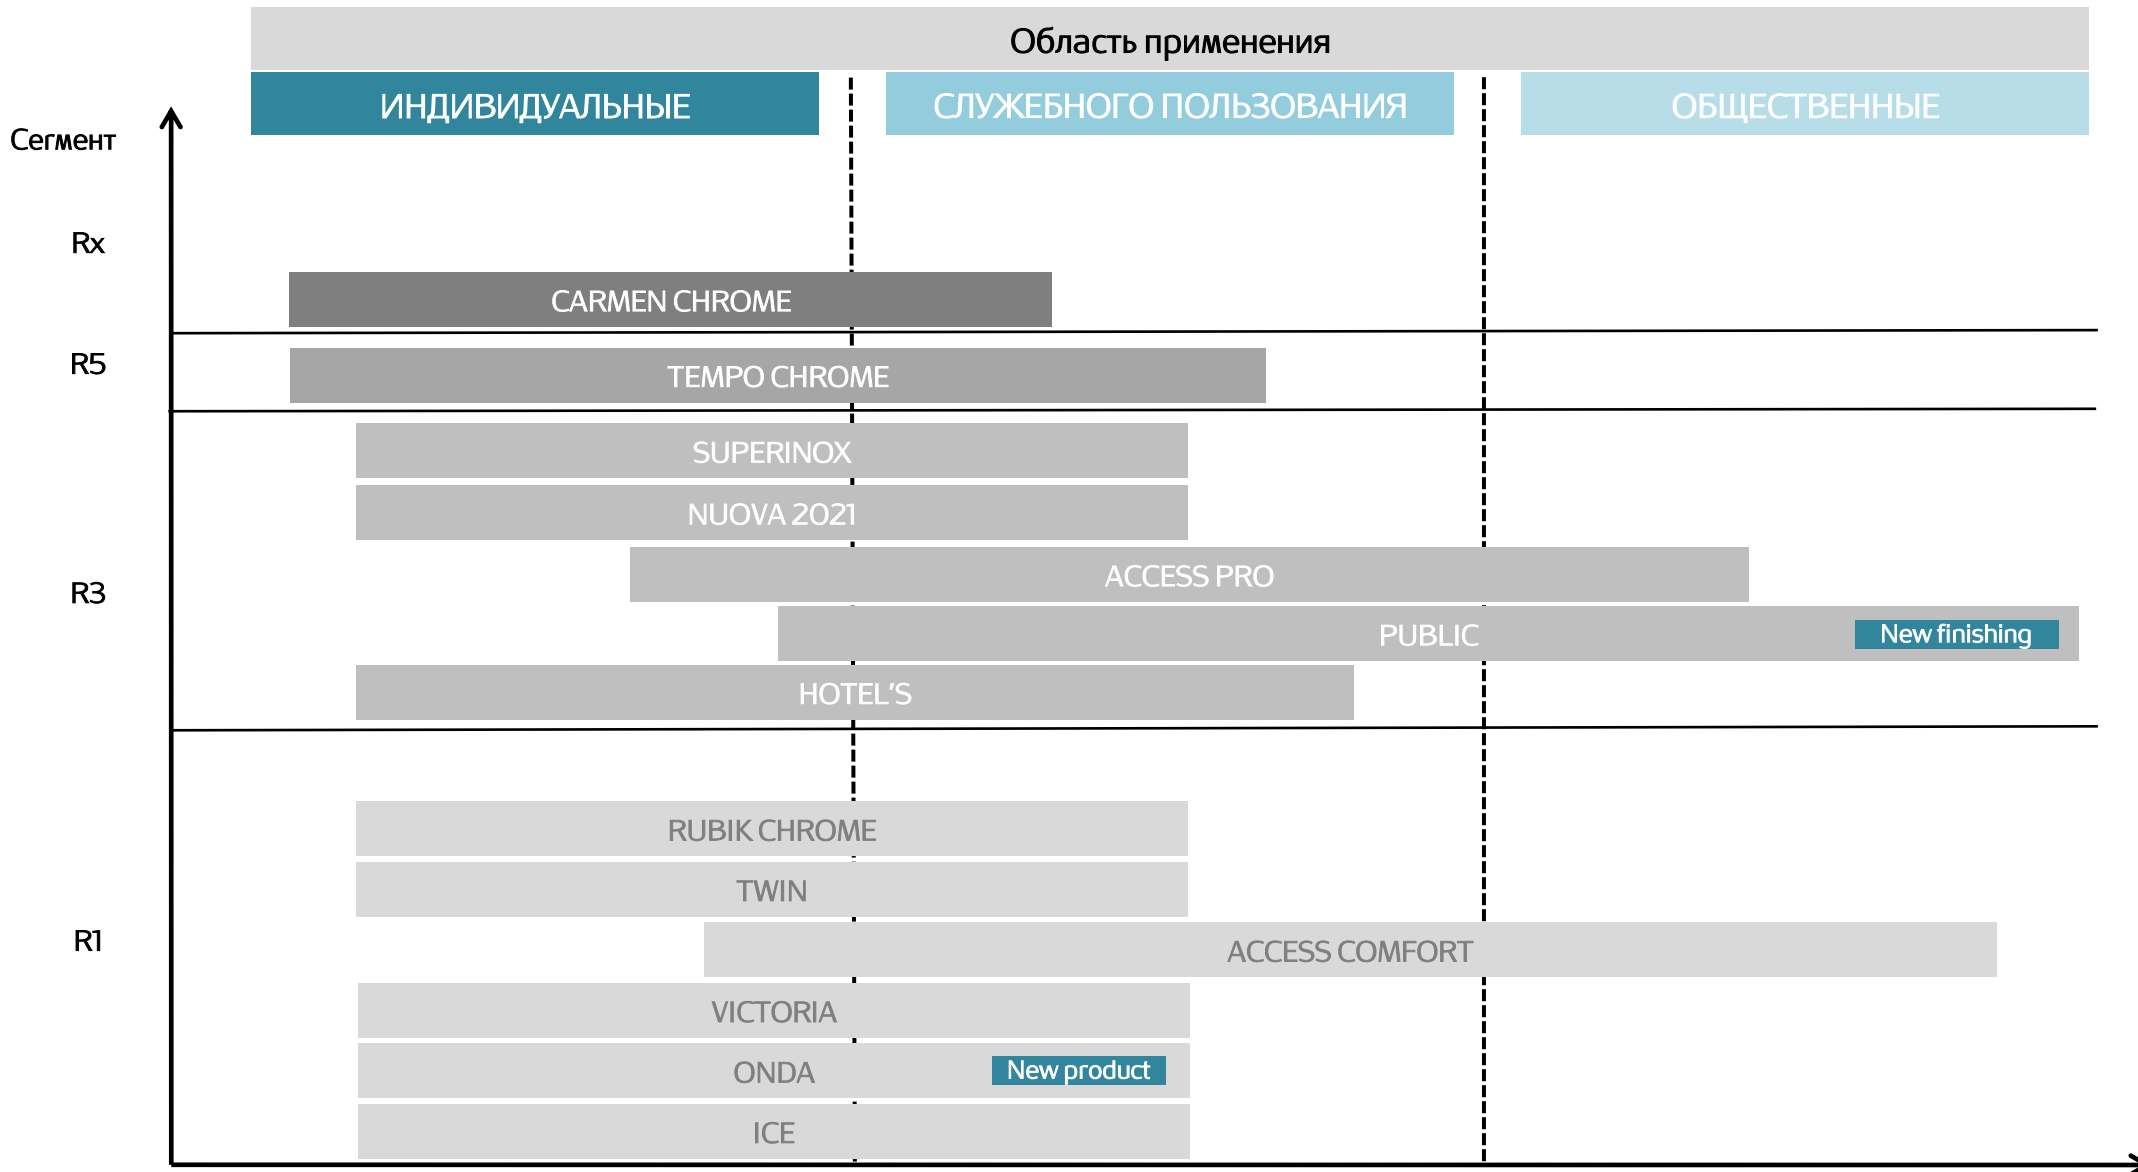 Область применения
ИНДИВИДУАЛЬНЫЕ
СЛУЖЕБНОГО ПОЛЬЗОВАНИЯ
ОБЩЕСТВЕННЫЕ
Сегмент
Rx
CARMEN CHROME
R5
TEMPO CHROME
SUPERINOX
NUOVA 2021
ACCESS PRO
R3
PUBLIC
New finishing
HOTEL’S
RUBIK CHROME
TWIN
R1
ACCESS COMFORT
VICTORIA
ONDA
New product
ICE